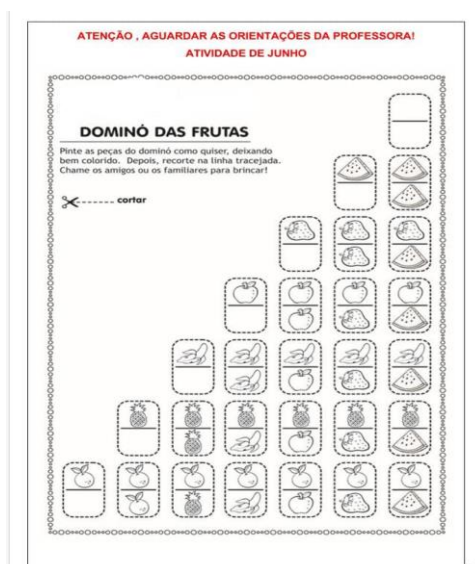 ATENÇÃO , AGUARDAR AS ORIENTAÇÕES DA PROFESSORA!
ATIVIDADE DE JUNHO
DOMINÓ DAS FRUTAS
Pinte as peças do dominó como quiser, deixando
bem colorido. Depois, recorte na linha tracejada.
Chame os amigos ou os familiares para brincar!
cortar